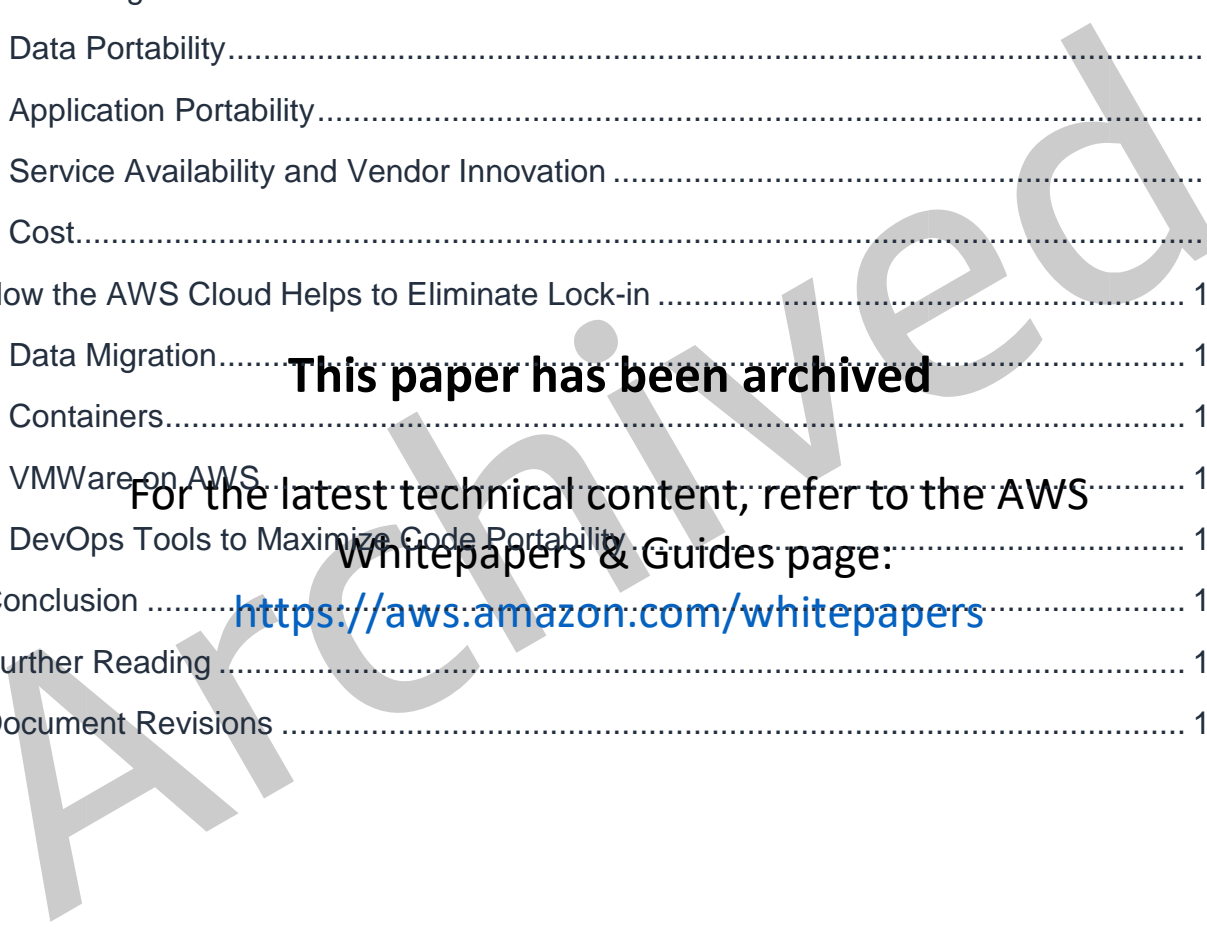 Data Portability..........
Application Portability..........
Service Availability and Vendor Innovation ..........
Cost..........
ow the AWS Cloud Helps to Eliminate Lock-in .......... 1
Data Migration.......... 1
This paper has been archived
Containers.......... 1
VMWare on AWS.......... 1
For the latest technical content, refer to the AWS
DevOps Tools to Maximize Code Portability.......... 1
Whitepapers & Guides page:
onclusion .......... 1
https://aws.amazon.com/whitepapers
urther Reading .......... 1
ocument Revisions .......... 1
Archived